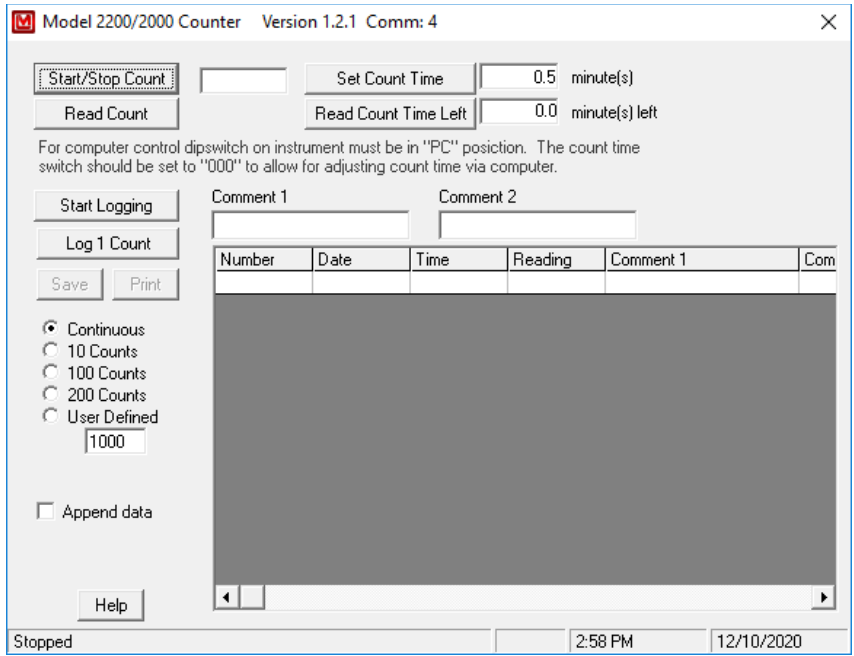 Model 2200/2000 Counter Version 1.2.1 Comm: 4
Start/Stop Count Set Count Time 0.5 minute(s)
Read Count Read Count Time Left 0.0 minute(s) left
For computer control dipswitch on instrument must be in "PC" posiction. The count time
switch should be set to "000" to allow for adjusting count time via computer.
Start Logging Comment 1 Comment 2
Log 1 Count
Number Date Time Reading Comment 1 Com
Save Print
Continuous
10 Counts
100 Counts
200 Counts
User Defined
1000
Append data
Help
Stopped 2:58 PM 12/10/2020